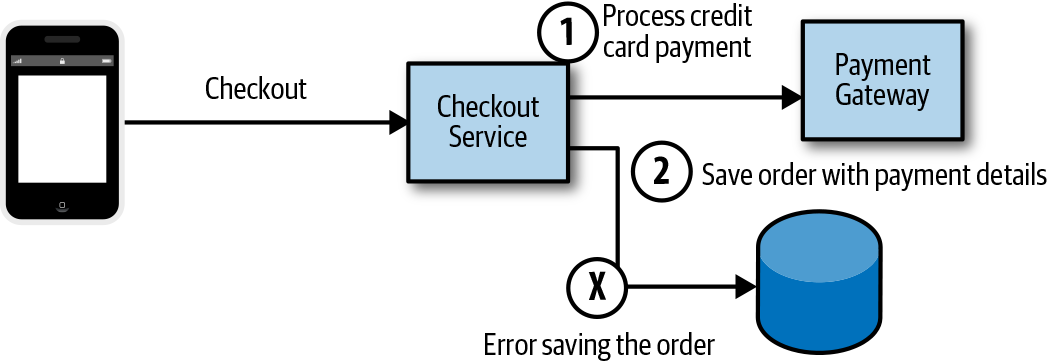 Checkout
Checkout
Service
1
Process credit
card payment
Payment
Gateway
2
Save order with payment details
X
Error saving the order